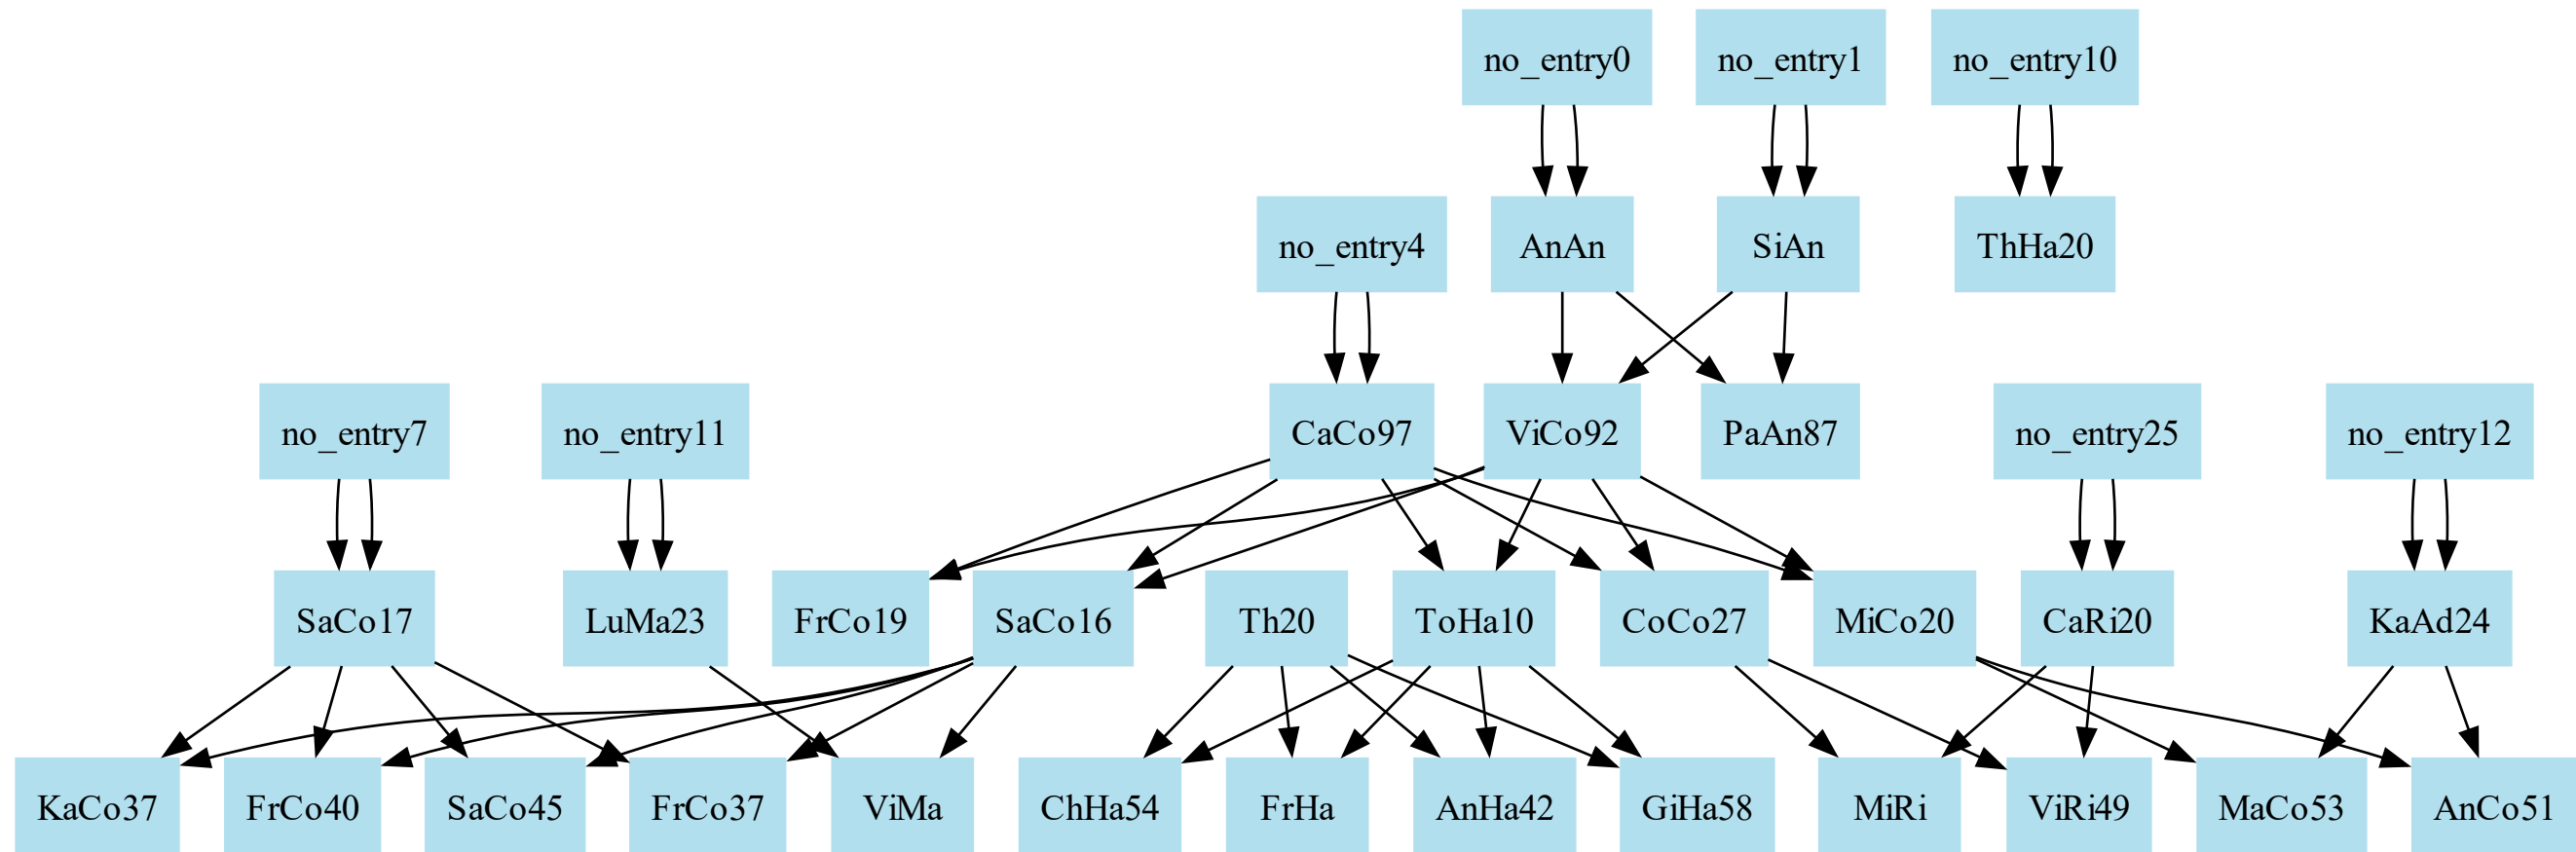 no_entry0
no_entry1
no_entry10
no_entry4
AnAn
SiAn
ThHa20
no_entry7
no_entry11
CaCo97
ViCo92
PaAn87
no_entry25
no_entry12
SaCo17
LuMa23
FrCo19
SaCo16
Th20
ToHa10
CoCo27
MiCo20
CaRi20
KaAd24
KaCo37
FrCo40
SaCo45
FrCo37
ViMa
ChHa54
FrHa
AnHa42
GiHa58
MiRi
ViRi49
MaCo53
AnCo51